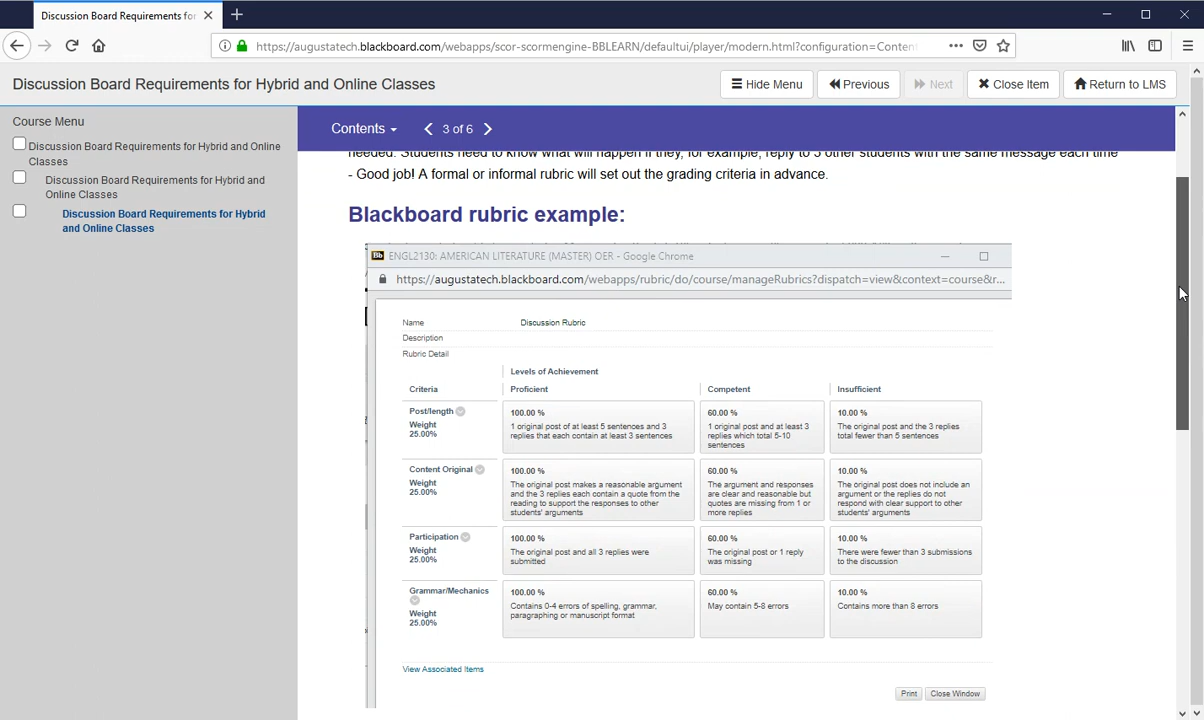 Discussion Board Requirements for
https://augustatech.blackboard.com/webapps/scor-scormengine-BBLEARN/defaultui/player/modern.html?configuration=Content
Discussion Board Requirements for Hybrid and Online Classes
Hide Menu
Previous
Next
Close Item
Return to LMS
Course Menu
Discussion Board Requirements for Hybrid and Online
Classes
Discussion Board Requirements for Hybrid and
Online Classes
Discussion Board Requirements for Hybrid
and Online Classes
Contents
3 of 6
needed. Students need to know what will happen if they, for example, reply to 3 other students with the same message each time
- Good job! A formal or informal rubric will set out the grading criteria in advance.
Blackboard rubric example:
Bb ENGL2130: AMERICAN LITERATURE (MASTER) OER - Google Chrome
https://augustatech.blackboard.com/webapps/rubric/do/course/manageRubrics?dispatch=view&context=course&r...
Name Discussion Rubric
Description
Rubric Detail
Levels of Achievement
Criteria Proficient Competent Insufficient
Post/length
Weight
25.00%
100.00 %
1 original post of at least 5 sentences and 3
replies that each contain at least 3 sentences
60.00 %
1 original post and at least 3
replies which total 5-10
sentences
10.00 %
The original post and the 3 replies
total fewer than 5 sentences
Content Original
Weight
25.00%
100.00 %
The original post makes a reasonable argument
and the 3 replies each contain a quote from the
reading to support the responses to other
students' arguments
60.00 %
The argument and responses
are clear and reasonable but
quotes are missing from 1 or
more replies
10.00 %
The original post does not include an
argument or the replies do not
respond with clear support to other
students' arguments
Participation
Weight
25.00%
100.00 %
The original post and all 3 replies were
submitted
60.00 %
The original post or 1 reply
was missing
10.00 %
There were fewer than 3 submissions
to the discussion
Grammar/Mechanics
Weight
25.00%
100.00 %
Contains 0-4 errors of spelling, grammar,
paragraphing or manuscript format
60.00 %
May contain 5-8 errors
10.00 %
Contains more than 8 errors
View Associated Items
Print
Close Window